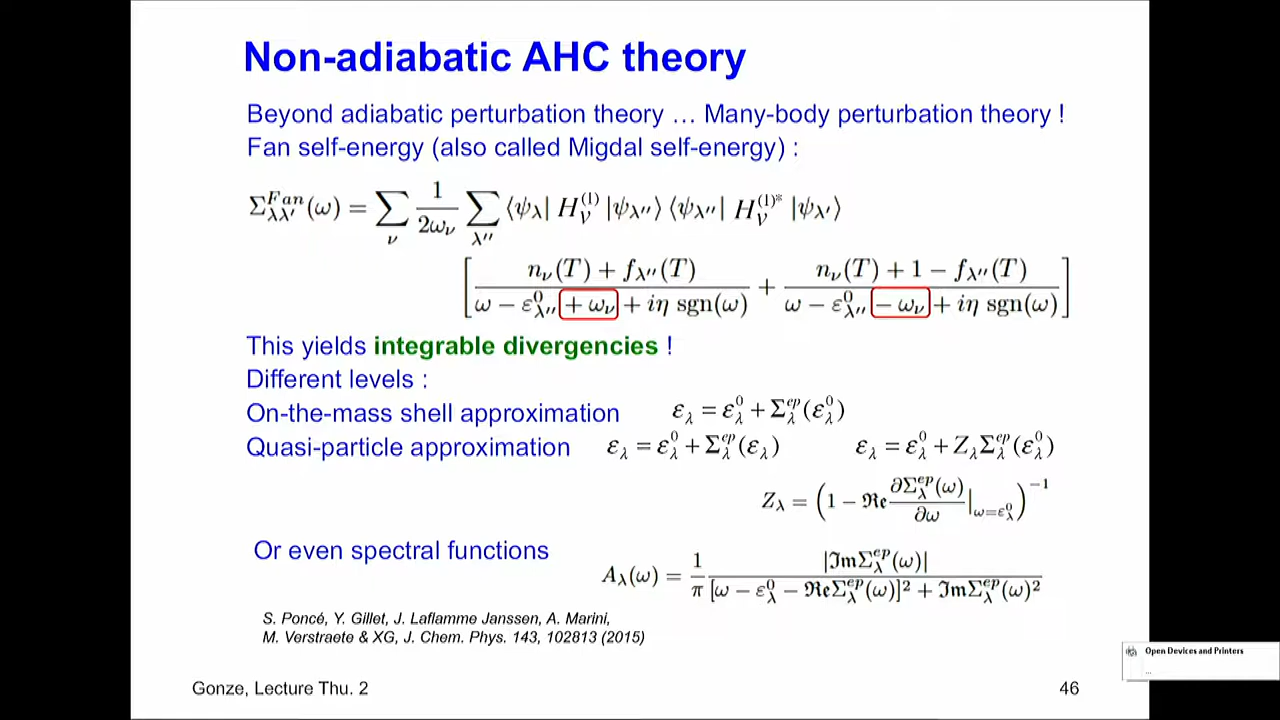 Non-adiabatic AHC theory
Beyond adiabatic perturbation theory … Many-body perturbation theory !
Fan self-energy (also called Migdal self-energy) :
Σ^{Fan}_{λλ'}(ω) = ∑_ν 1/(2ω_ν) ∑_{λ''} ⟨ψ_λ| H_ν^{(1)} |ψ_{λ''}⟩ ⟨ψ_{λ''}| H_ν^{(1)*} |ψ_{λ'}⟩
[ (n_ν(T) + f_{λ''}(T)) / (ω − ε^0_{λ''} + ω_ν + iη sgn(ω)) + (n_ν(T) + 1 − f_{λ''}(T)) / (ω − ε^0_{λ''} − ω_ν + iη sgn(ω)) ]
This yields integrable divergencies !
Different levels :
On-the-mass shell approximation ε_λ = ε^0_λ + Σ^{ep}_λ(ε^0_λ)
Quasi-particle approximation ε_λ = ε^0_λ + Σ^{ep}_λ(ε_λ) ε_λ = ε^0_λ + Z_λ Σ^{ep}_λ(ε^0_λ)
Z_λ = (1 − ℜe ∂Σ^{ep}_λ(ω)/∂ω |_{ω=ε^0_λ})^{−1}
Or even spectral functions A_λ(ω) = 1/π |ℑmΣ^{ep}_λ(ω)| / ([ω − ε^0_λ − ℜeΣ^{ep}_λ(ω)]² + ℑmΣ^{ep}_λ(ω)²)
S. Poncé, Y. Gillet, J. Laflamme Janssen, A. Marini,
M. Verstraete & XG, J. Chem. Phys. 143, 102813 (2015)
Open Devices and Printers
...
Gonze, Lecture Thu. 2 46